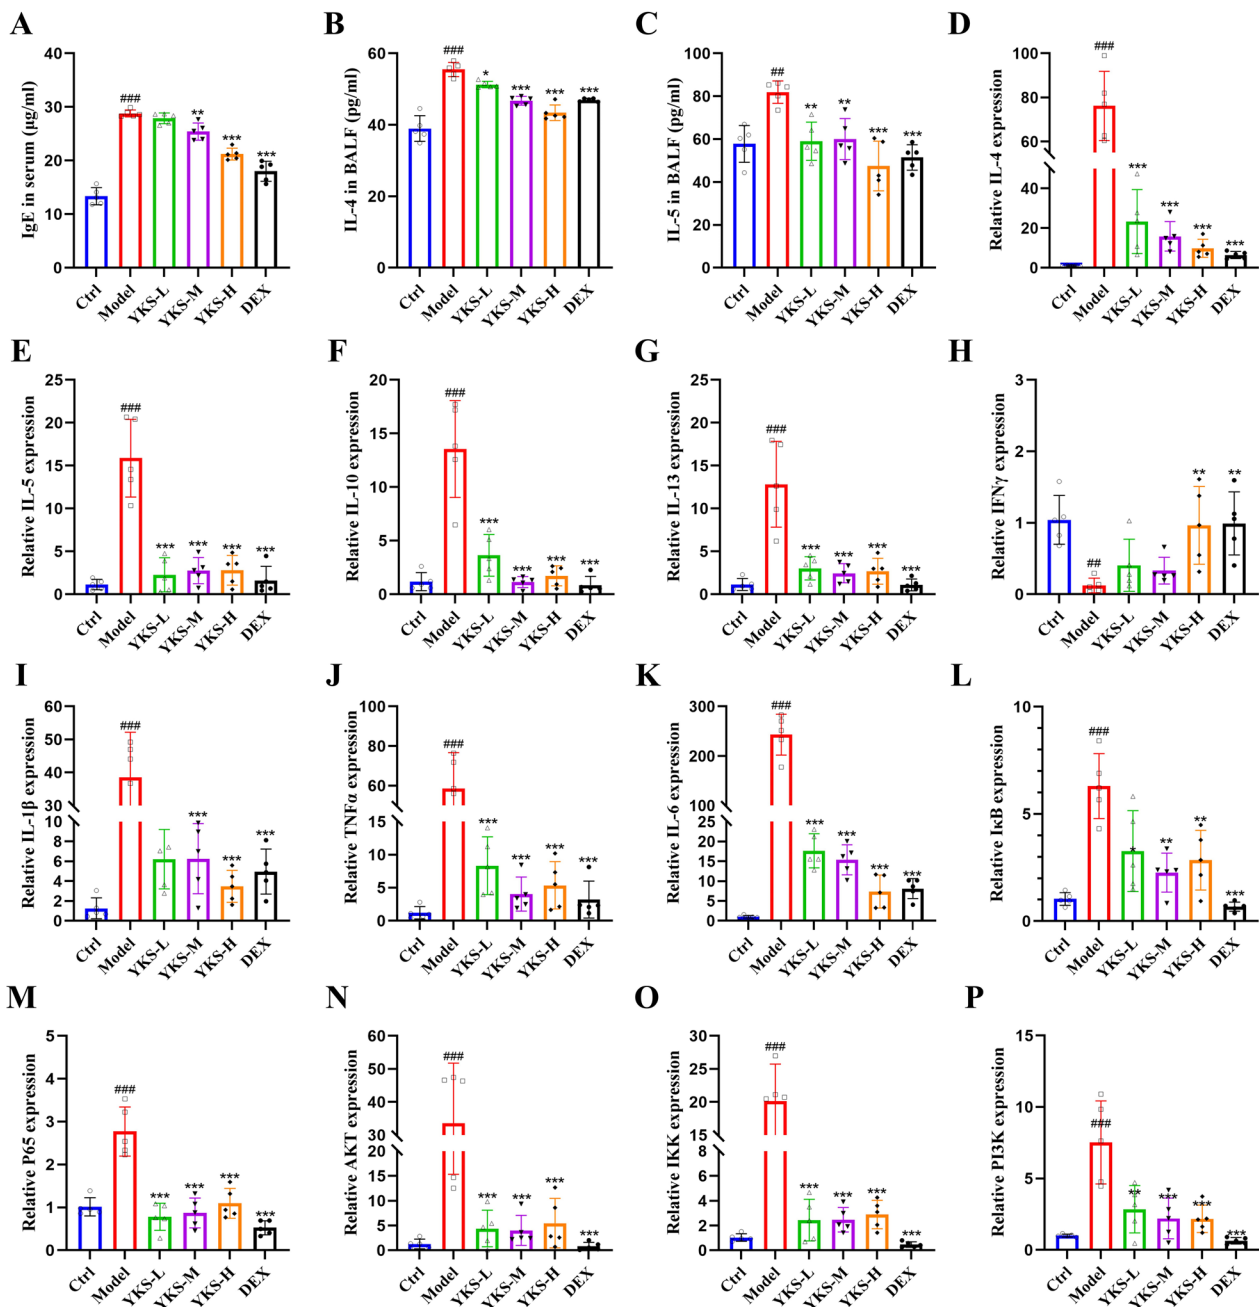 A
IgE in serum (μg/ml)
40
30
20
10
0
###
**
***
***
Ctrl
Model
YKS-L
YKS-M
YKS-H
DEX
B
IL-4 in BALF (pg/ml)
60
40
20
0
###
*
***
***
***
Ctrl
Model
YKS-L
YKS-M
YKS-H
DEX
C
IL-5 in BALF (pg/ml)
100
80
60
40
20
0
##
**
**
***
***
Ctrl
Model
YKS-L
YKS-M
YKS-H
DEX
D
Relative IL-4 expression
100
80
60
40
20
0
###
***
***
***
***
Ctrl
Model
YKS-L
YKS-M
YKS-H
DEX
E
Relative IL-5 expression
25
20
15
10
5
0
###
***
***
***
***
Ctrl
Model
YKS-L
YKS-M
YKS-H
DEX
F
Relative IL-10 expression
20
15
10
5
0
###
***
***
***
***
Ctrl
Model
YKS-L
YKS-M
YKS-H
DEX
G
Relative IL-13 expression
25
20
15
10
5
0
###
***
***
***
***
Ctrl
Model
YKS-L
YKS-M
YKS-H
DEX
H
Relative IFNγ expression
3
2
1
0
##
**
**
Ctrl
Model
YKS-L
YKS-M
YKS-H
DEX
I
Relative IL-1β expression
60
50
40
30
10
8
6
4
2
0
###
***
***
***
Ctrl
Model
YKS-L
YKS-M
YKS-H
DEX
J
Relative TNFα expression
100
80
60
15
10
5
0
###
***
***
***
***
Ctrl
Model
YKS-L
YKS-M
YKS-H
DEX
K
Relative IL-6 expression
300
200
100
25
20
15
10
5
0
###
***
***
***
***
Ctrl
Model
YKS-L
YKS-M
YKS-H
DEX
L
Relative IκB expression
10
8
6
4
2
0
###
*
**
**
***
Ctrl
Model
YKS-L
YKS-M
YKS-H
DEX
M
Relative P65 expression
5
4
3
2
1
0
###
***
***
***
***
Ctrl
Model
YKS-L
YKS-M
YKS-H
DEX
N
Relative AKT expression
60
50
40
30
20
15
10
5
0
###
***
***
***
***
Ctrl
Model
YKS-L
YKS-M
YKS-H
DEX
O
Relative IKK expression
30
25
20
15
8
6
4
2
0
###
***
***
***
***
Ctrl
Model
YKS-L
YKS-M
YKS-H
DEX
P
Relative PI3K expression
15
10
5
0
###
**
***
***
***
Ctrl
Model
YKS-L
YKS-M
YKS-H
DEX